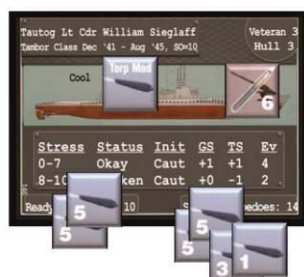 Tautog Lt Cdr William Sieglaff Veteran 3
Tambor Class Dec '41 - Aug '45, SO=10 Hull 3
Cool
Torp Mod
6
Stress Status Init GS TS Ev
0-7 Okay Caut +1 +1 4
8-10 Caut +0 -1 2
5
5
10
5
5
3
1
14